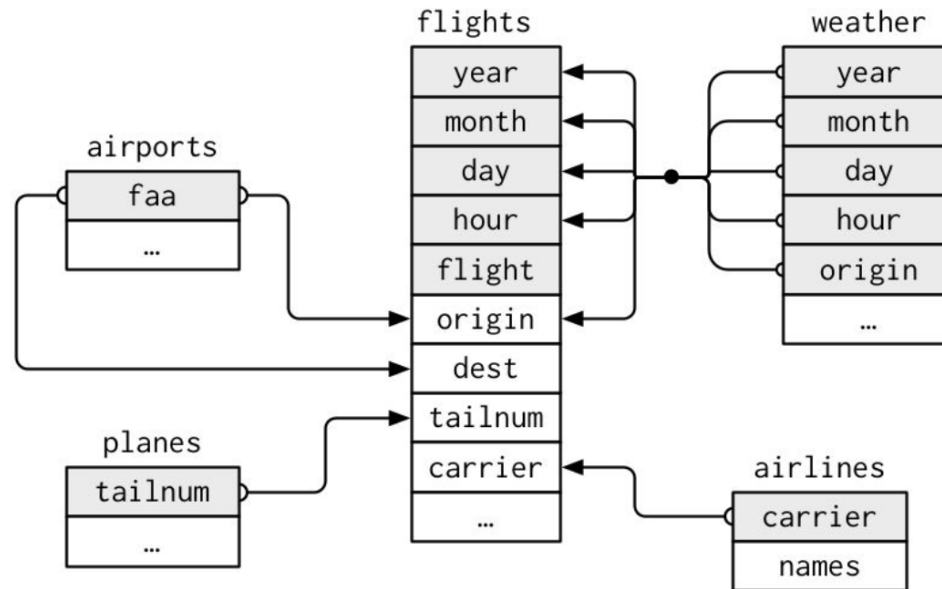 flights
year
month
day
hour
flight
origin
dest
tailnum
carrier
…
weather
year
month
day
hour
origin
…
airports
faa
…
planes
tailnum
…
airlines
carrier
names